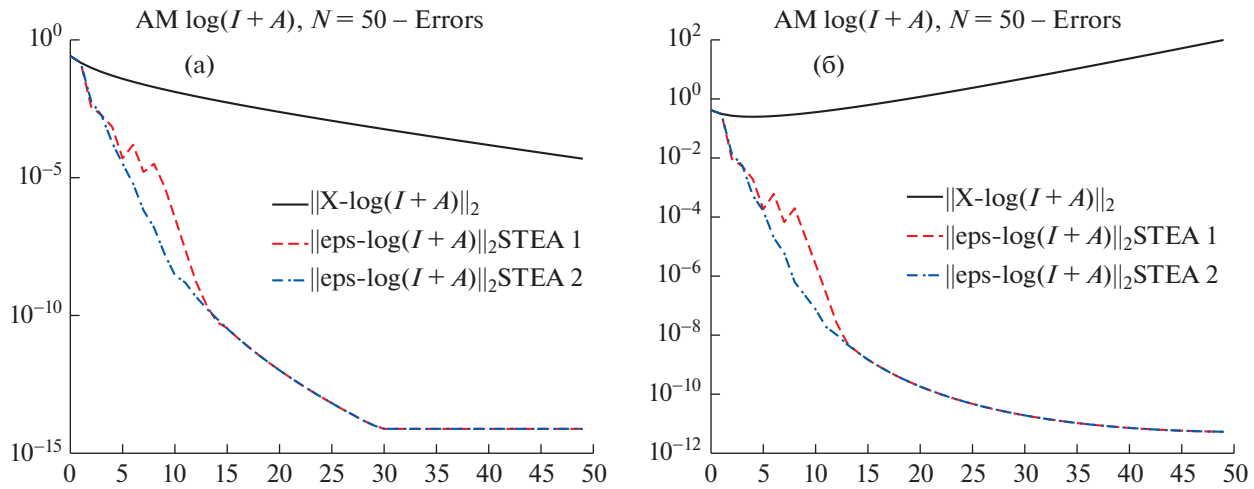 AM log(I + A), N = 50 – Errors
(а)
10^0
10^−5
10^−10
10^−15
||X-log(I + A)||_2
||eps-log(I + A)||_2STEA 1
||eps-log(I + A)||_2STEA 2
0 5 10 15 20 25 30 35 40 45 50
AM log(I + A), N = 50 – Errors
(б)
10^2
10^0
10^−2
10^−4
10^−6
10^−8
10^−10
10^−12
||X-log(I + A)||_2
||eps-log(I + A)||_2STEA 1
||eps-log(I + A)||_2STEA 2
0 5 10 15 20 25 30 35 40 45 50